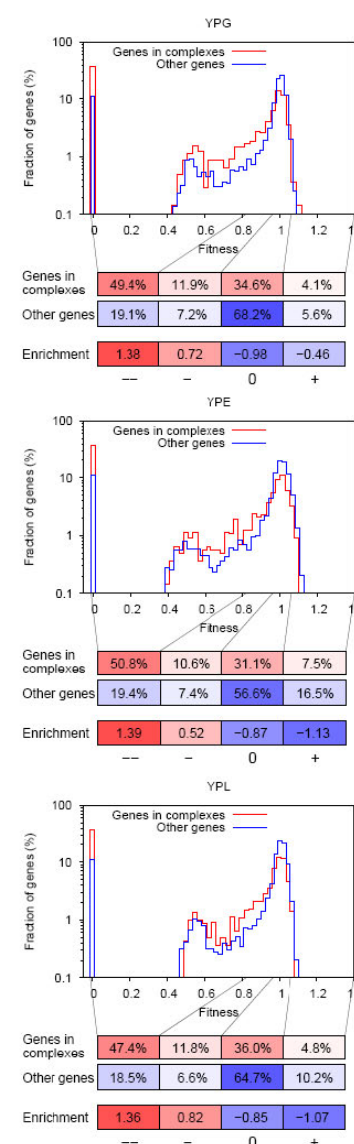 YPG
100
Genes in complexes
Other genes
10
1
0.1
Fraction of genes (%)
0 0.2 0.4 0.6 0.8 1 1.2 1
Fitness
Genes in complexes 49.4% 11.9% 34.6% 4.1%
Other genes 19.1% 7.2% 68.2% 5.6%
Enrichment 1.38 0.72 −0.98 −0.46
−− − 0 +
YPE
100
Genes in complexes
Other genes
10
1
0.1
Fraction of genes (%)
0 0.2 0.4 0.6 0.8 1 1.2 1
Fitness
Genes in complexes 50.8% 10.6% 31.1% 7.5%
Other genes 19.4% 7.4% 56.6% 16.5%
Enrichment 1.39 0.52 −0.87 −1.13
−− − 0 +
YPL
100
Genes in complexes
Other genes
10
1
0.1
Fraction of genes (%)
0 0.2 0.4 0.6 0.8 1 1.2 1
Fitness
Genes in complexes 47.4% 11.8% 36.0% 4.8%
Other genes 18.5% 6.6% 64.7% 10.2%
Enrichment 1.36 0.82 −0.85 −1.07
−− − 0 +